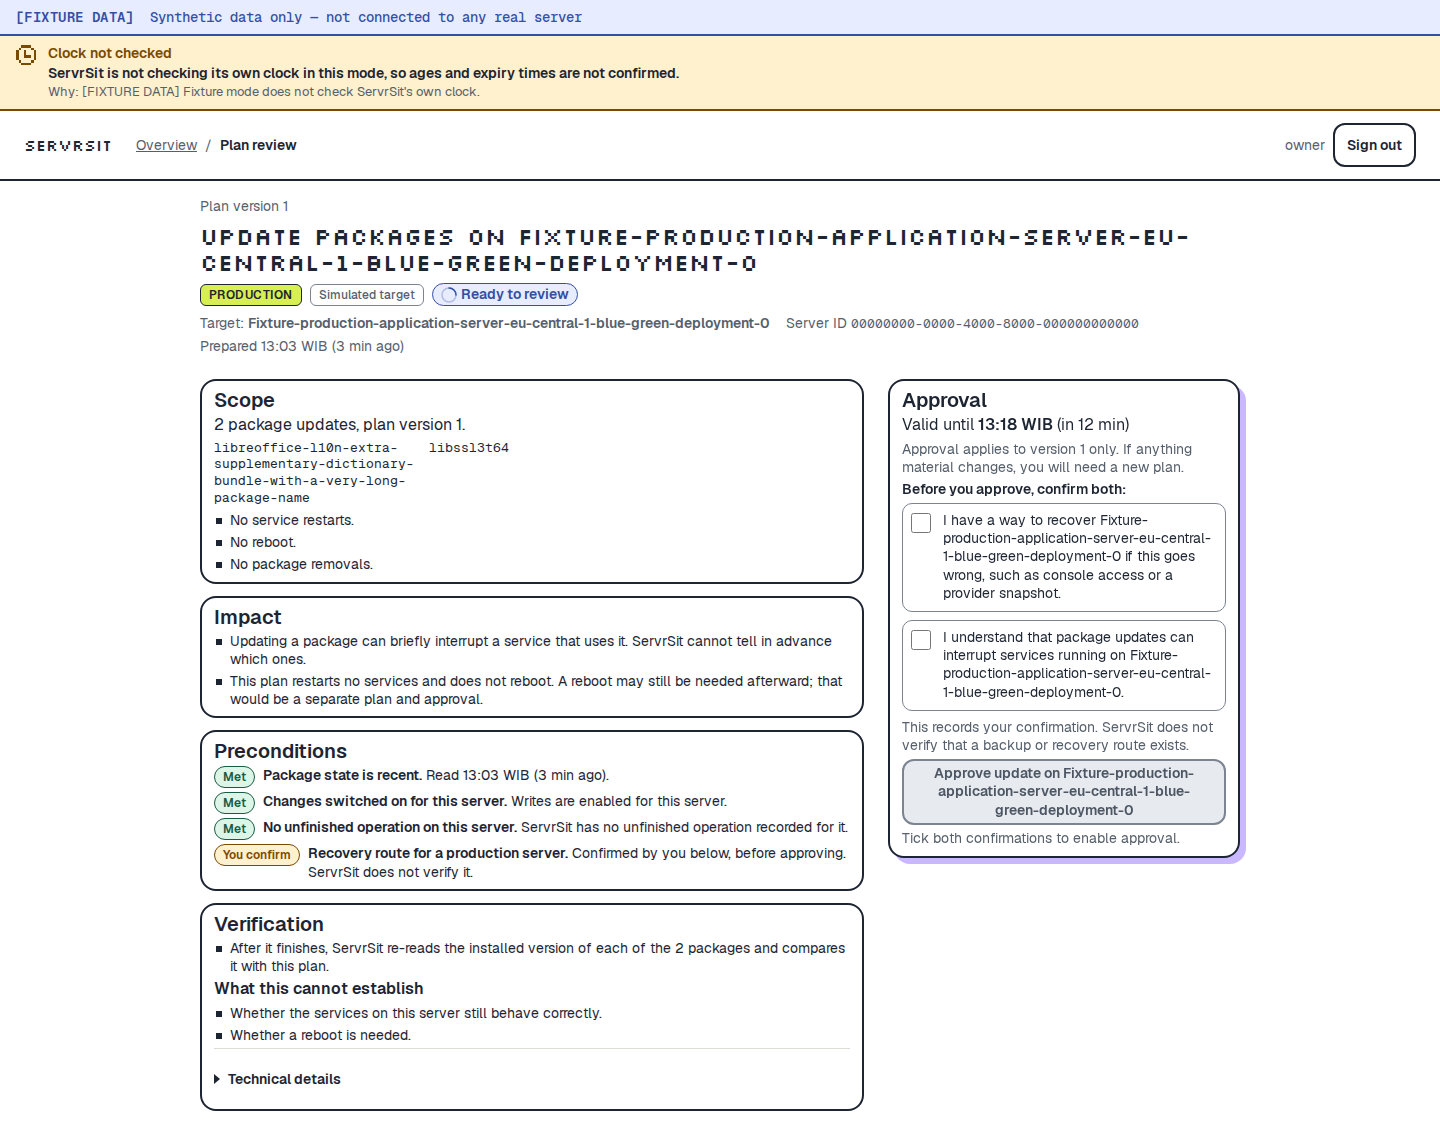 [FIXTURE DATA] Synthetic data only — not connected to any real server
Clock not checked
ServrSit is not checking its own clock in this mode, so ages and expiry times are not confirmed.
Why: [FIXTURE DATA] Fixture mode does not check ServrSit's own clock.
SERVRSIT
Overview / Plan review
owner
Sign out
Plan version 1
UPDATE PACKAGES ON FIXTURE-PRODUCTION-APPLICATION-SERVER-EU-
CENTRAL-1-BLUE-GREEN-DEPLOYMENT-0
PRODUCTION
Simulated target
Ready to review
Target: Fixture-production-application-server-eu-central-1-blue-green-deployment-0 Server ID 00000000-0000-4000-8000-000000000000
Prepared 13:03 WIB (3 min ago)
Scope
2 package updates, plan version 1.
libreoffice-l10n-extra-
supplementary-dictionary-
bundle-with-a-very-long-
package-name
libssl3t64
No service restarts.
No reboot.
No package removals.
Impact
Updating a package can briefly interrupt a service that uses it. ServrSit cannot tell in advance
which ones.
This plan restarts no services and does not reboot. A reboot may still be needed afterward; that
would be a separate plan and approval.
Preconditions
Met Package state is recent. Read 13:03 WIB (3 min ago).
Met Changes switched on for this server. Writes are enabled for this server.
Met No unfinished operation on this server. ServrSit has no unfinished operation recorded for it.
You confirm Recovery route for a production server. Confirmed by you below, before approving.
ServrSit does not verify it.
Verification
After it finishes, ServrSit re-reads the installed version of each of the 2 packages and compares
it with this plan.
What this cannot establish
Whether the services on this server still behave correctly.
Whether a reboot is needed.
Technical details
Approval
Valid until 13:18 WIB (in 12 min)
Approval applies to version 1 only. If anything
material changes, you will need a new plan.
Before you approve, confirm both:
I have a way to recover Fixture-
production-application-server-eu-central-
1-blue-green-deployment-0 if this goes
wrong, such as console access or a
provider snapshot.
I understand that package updates can
interrupt services running on Fixture-
production-application-server-eu-central-
1-blue-green-deployment-0.
This records your confirmation. ServrSit does not
verify that a backup or recovery route exists.
Approve update on Fixture-production-
application-server-eu-central-1-blue-
green-deployment-0
Tick both confirmations to enable approval.